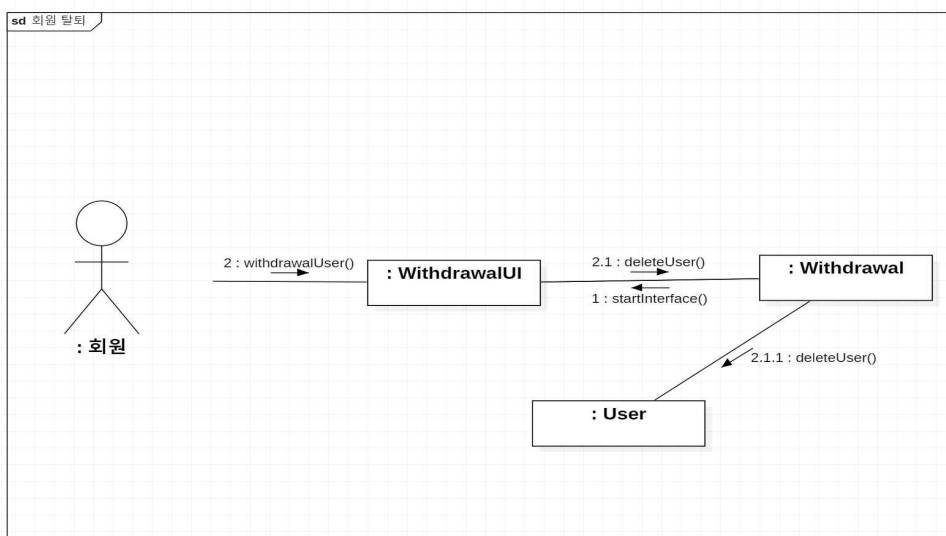 sd 회원 탈퇴
2 : withdrawalUser()
: WithdrawalUI
2.1 : deleteUser()
1 : startInterface()
: Withdrawal
: 회원
2.1.1 : deleteUser()
: User